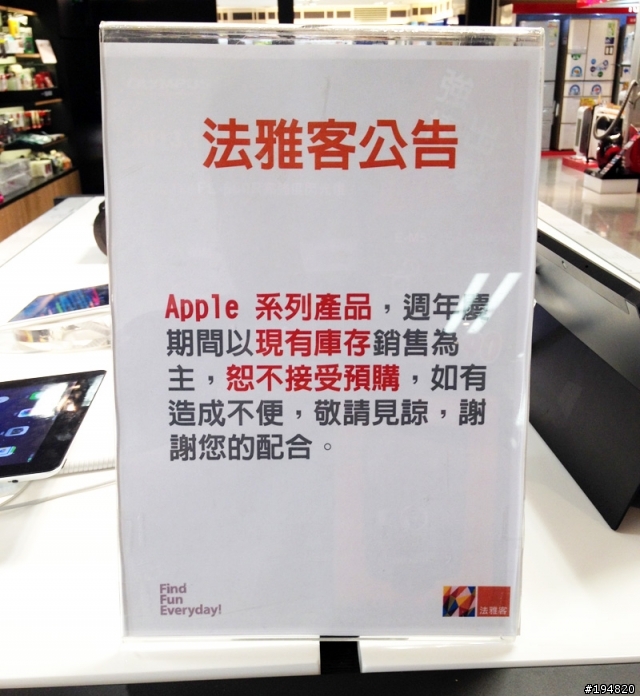 法雅客公告
Apple 系列產品，週年慶
期間以現有庫存銷售為
主，恕不接受預購，如有
造成不便，敬請見諒，謝
謝您的配合。
Find
Fun
Everyday!
法雅客
#194820